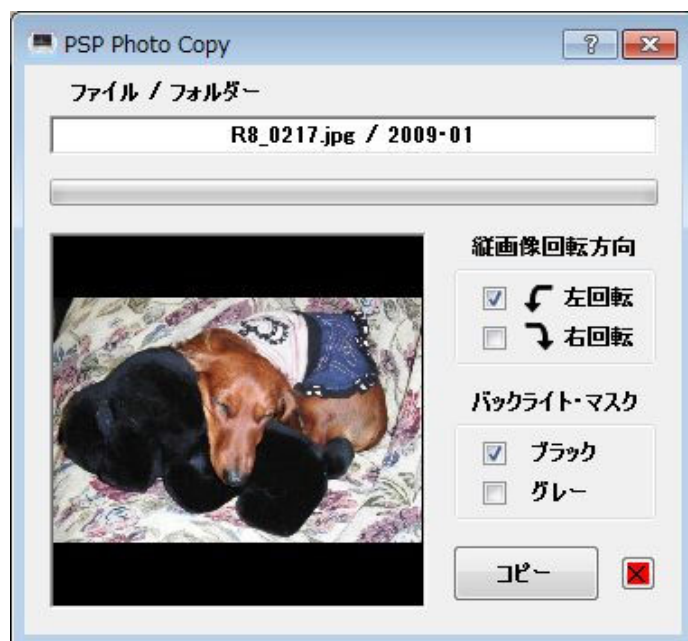 PSP Photo Copy
ファイル / フォルダー
R8_0217.jpg / 2009-01
縦画像回転方向
左回転
右回転
バックライト・マスク
ブラック
グレー
コピー